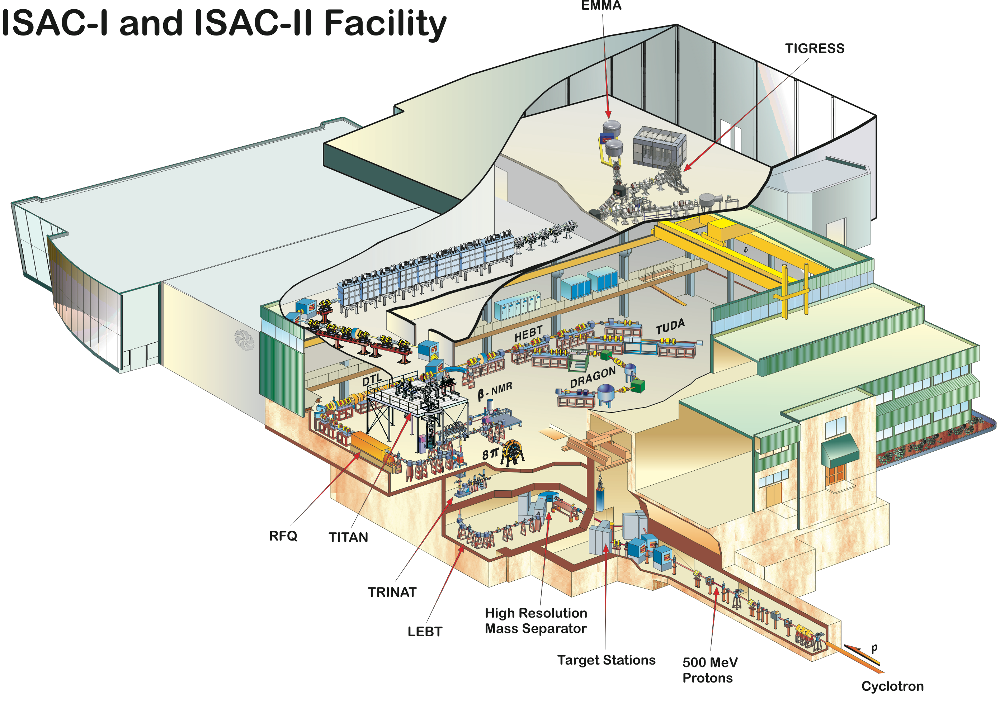 ISAC-I and ISAC-II Facility
EMMA
TIGRESS
TUDA
HEBT
DRAGON
DTL
β - NMR
8π
RFQ
TITAN
TRINAT
LEBT
High Resolution
Mass Separator
Target Stations
500 MeV
Protons
p
Cyclotron